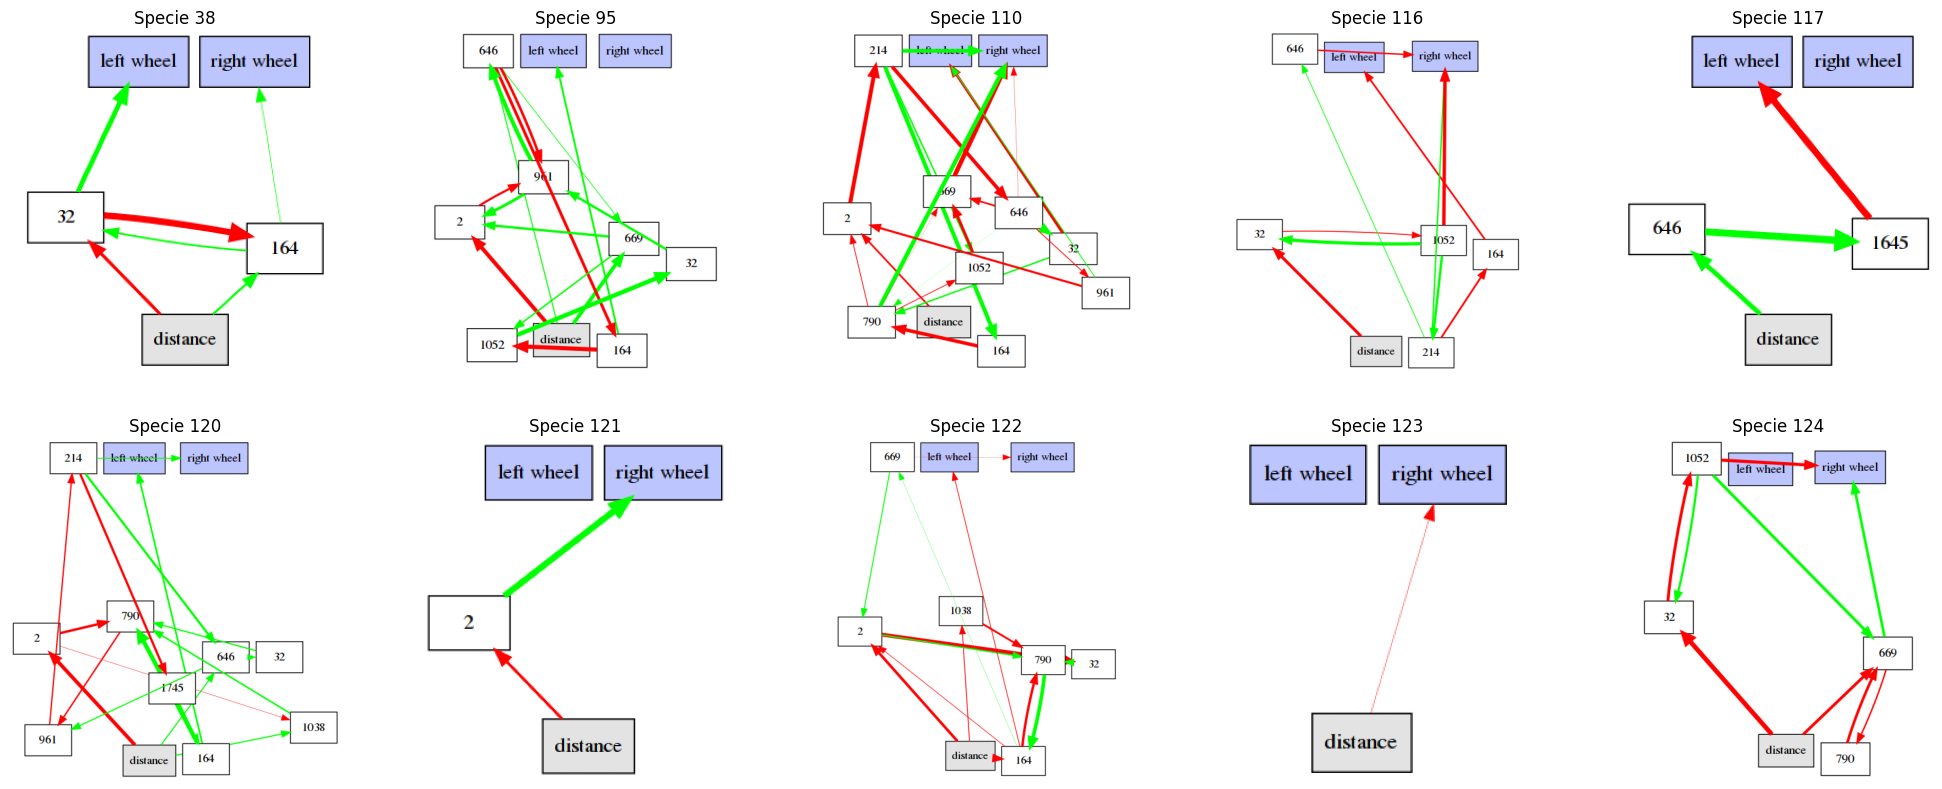 Specie 38
left wheel right wheel
32
164
distance
Specie 95
646 left wheel right wheel
961
2
669
32
1052 distance 164
Specie 110
214 left wheel right wheel
669
2 646
32
1052
961
790 distance
164
Specie 116
646 left wheel right wheel
32 1052 164
distance 214
Specie 117
left wheel right wheel
646 1645
distance
Specie 120
214 left wheel right wheel
790
2
646 32
1745
961 1038
distance 164
Specie 121
left wheel right wheel
2
distance
Specie 122
669 left wheel right wheel
1038
2
790 32
distance 164
Specie 123
left wheel right wheel
distance
Specie 124
1052 left wheel right wheel
32
669
distance 790